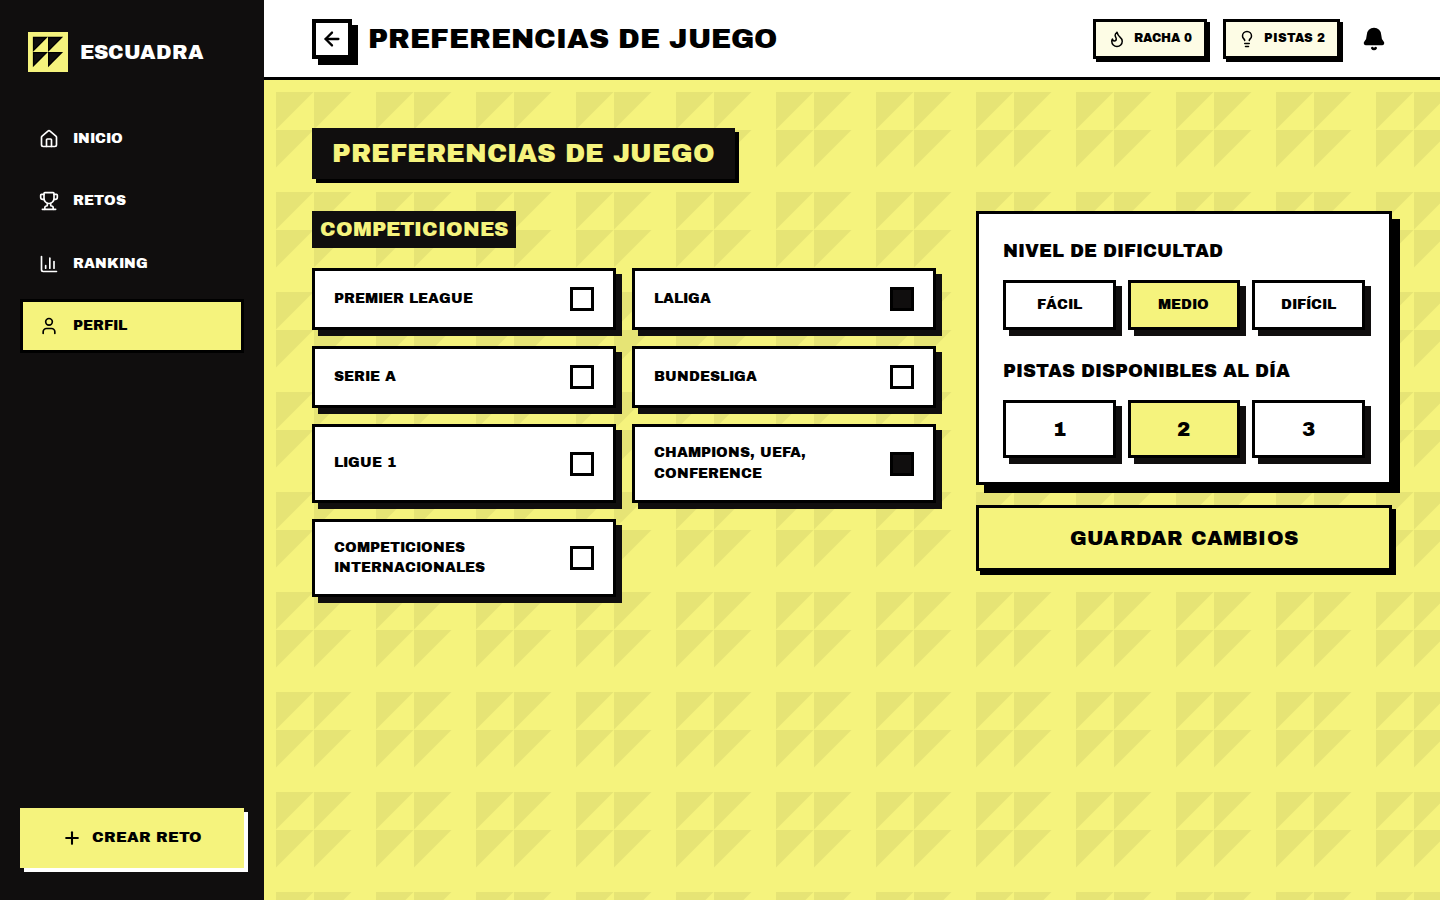 ESCUADRA
INICIO
RETOS
RANKING
PERFIL
CREAR RETO
PREFERENCIAS DE JUEGO
RACHA 0
PISTAS 2
PREFERENCIAS DE JUEGO
COMPETICIONES
PREMIER LEAGUE
LALIGA
SERIE A
BUNDESLIGA
LIGUE 1
CHAMPIONS, UEFA,
CONFERENCE
COMPETICIONES
INTERNACIONALES
NIVEL DE DIFICULTAD
FÁCIL
MEDIO
DIFÍCIL
PISTAS DISPONIBLES AL DÍA
1
2
3
GUARDAR CAMBIOS